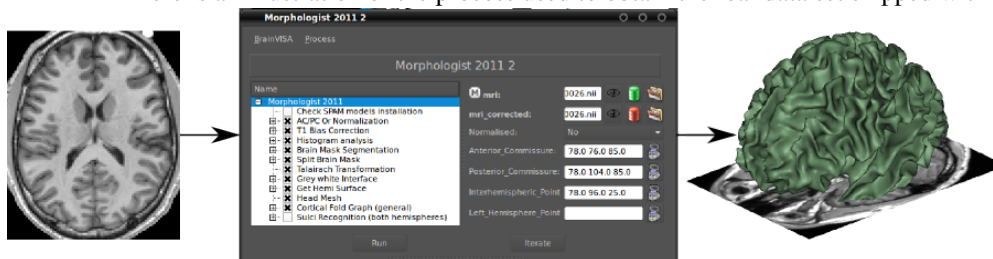 Morphologist 2011 2
BrainVISA Process
Morphologist 2011 2
Name
Morphologist 2011
Check SPAM models installation
AC/PC Or Normalization
T1 Bias Correction
Histogram analysis
Brain Mask Segmentation
Split Brain Mask
Talairach Transformation
Grey white Interface
Get Hemi Surface
Head Mesh
Cortical Fold Graph (general)
Sulci Recognition (both hemispheres)
M mri: 0026.nii
mri_corrected: 0026.nii
Normalised: No
Anterior_Commissure: 78.0 76.0 85.0
Posterior_Commissure: 78.0 104.0 85.0
Interhemispheric_Point 78.0 96.0 25.0
Left_Hemisphere_Point
Run Iterate